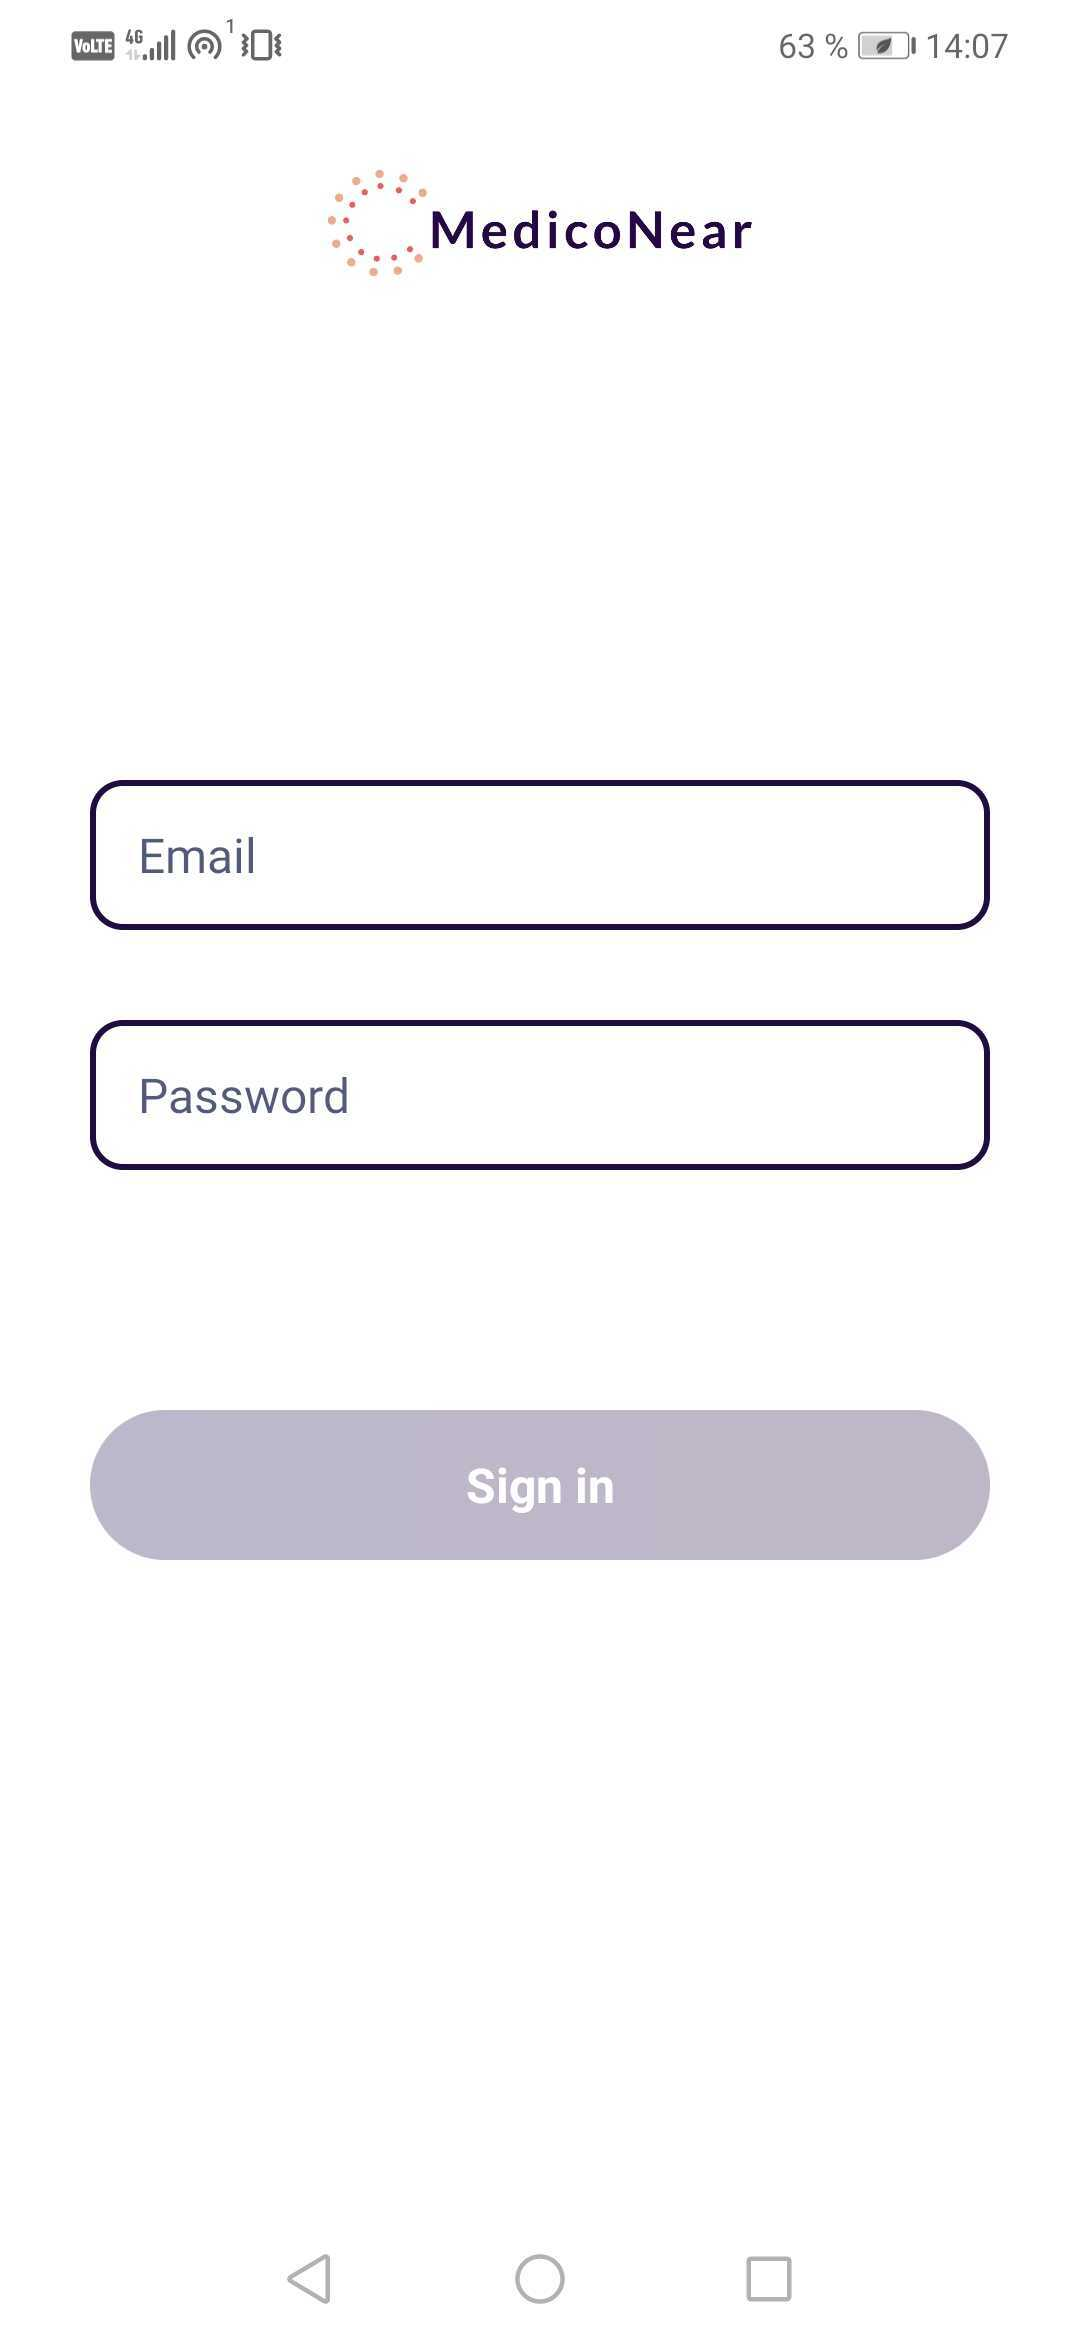 VoLTE 4G 1 63 % 14:07
MedicoNear
Email
Password
Sign in